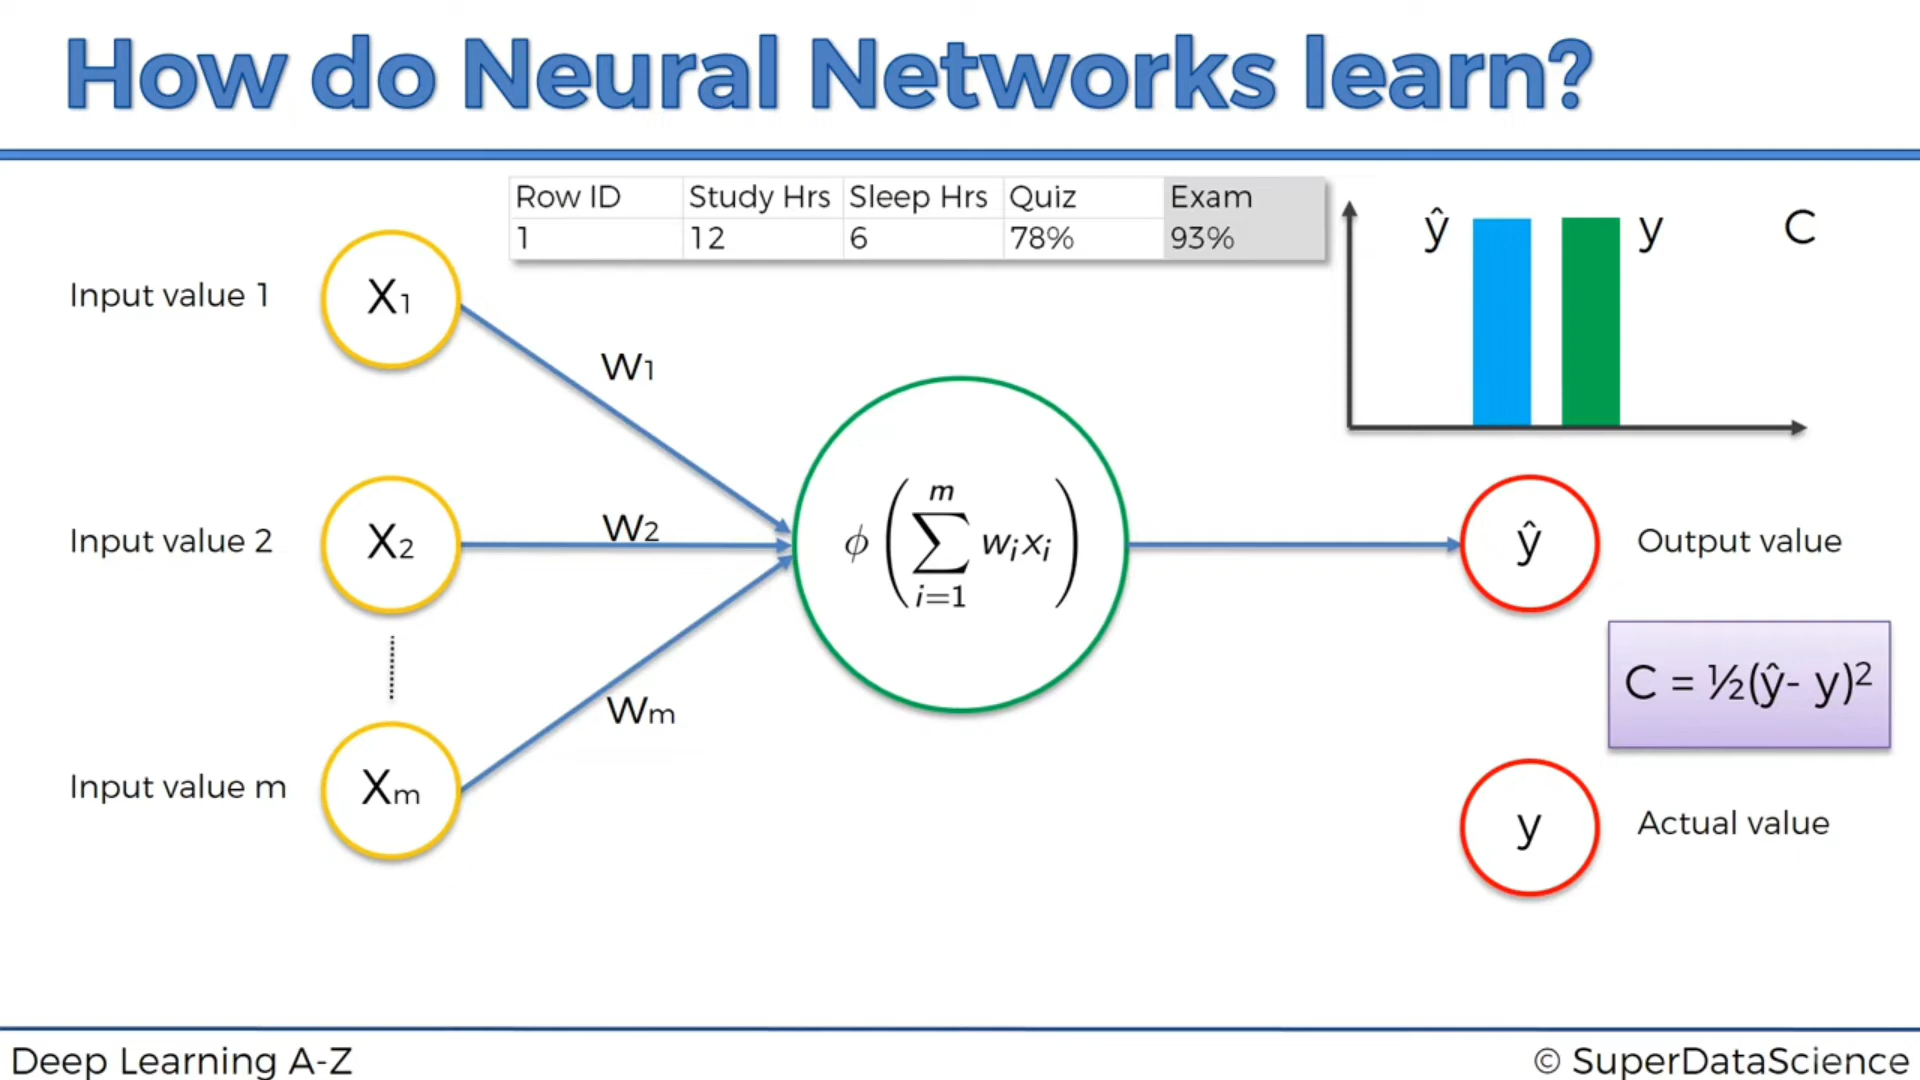 How do Neural Networks learn?
Row ID Study Hrs Sleep Hrs Quiz Exam
1 12 6 78% 93%
ŷ y C
Input value 1 X₁
W₁
Input value 2 X₂
W₂
ϕ(∑ᵢ₌₁ᵐ wᵢxᵢ)
ŷ Output value
C = ½(ŷ- y)²
Wm
Input value m Xm
y Actual value
Deep Learning A-Z
© SuperDataScience